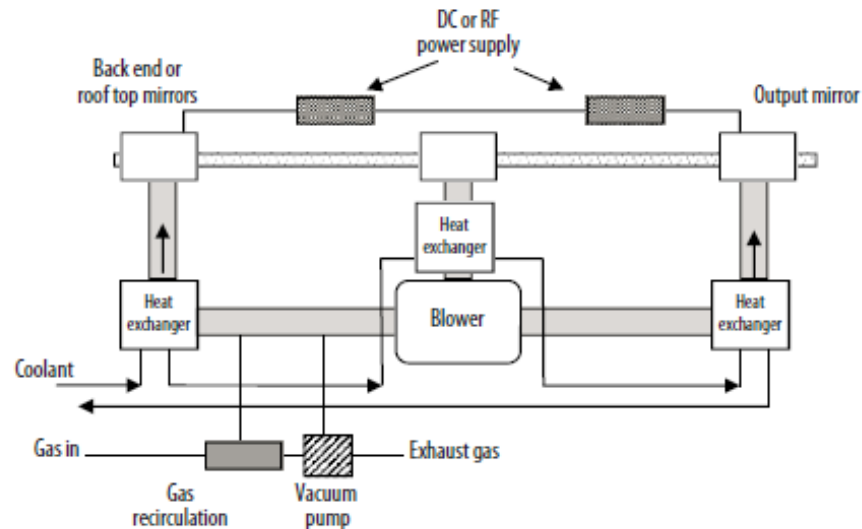 DC or RF
power supply
Back end or
roof top mirrors
Output mirror
Heat
exchanger
Heat
exchanger
Blower
Heat
exchanger
Coolant
Gas in
Exhaust gas
Gas
recirculation
Vacuum
pump